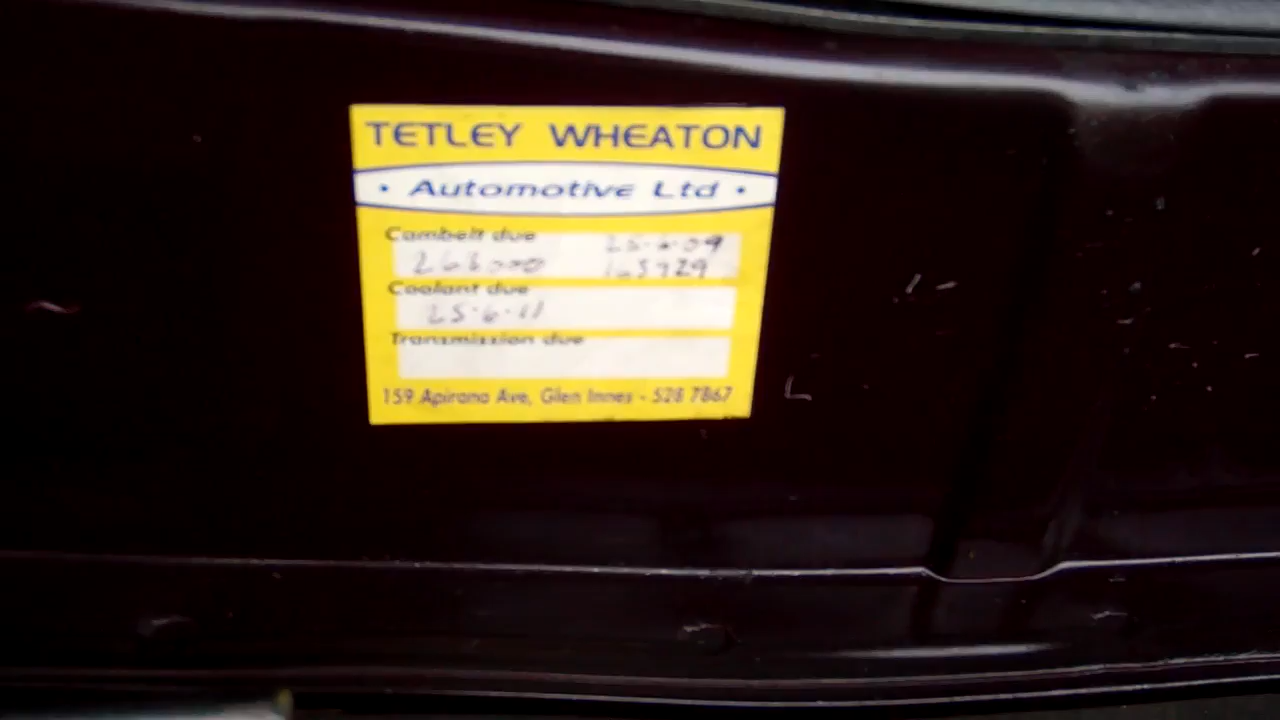 TETLEY WHEATON
• Automotive Ltd •
Cambelt due
165729
Coolant due
25-6-11
Transmission due
159 Apirana Ave, Glen Innes - 528 7867